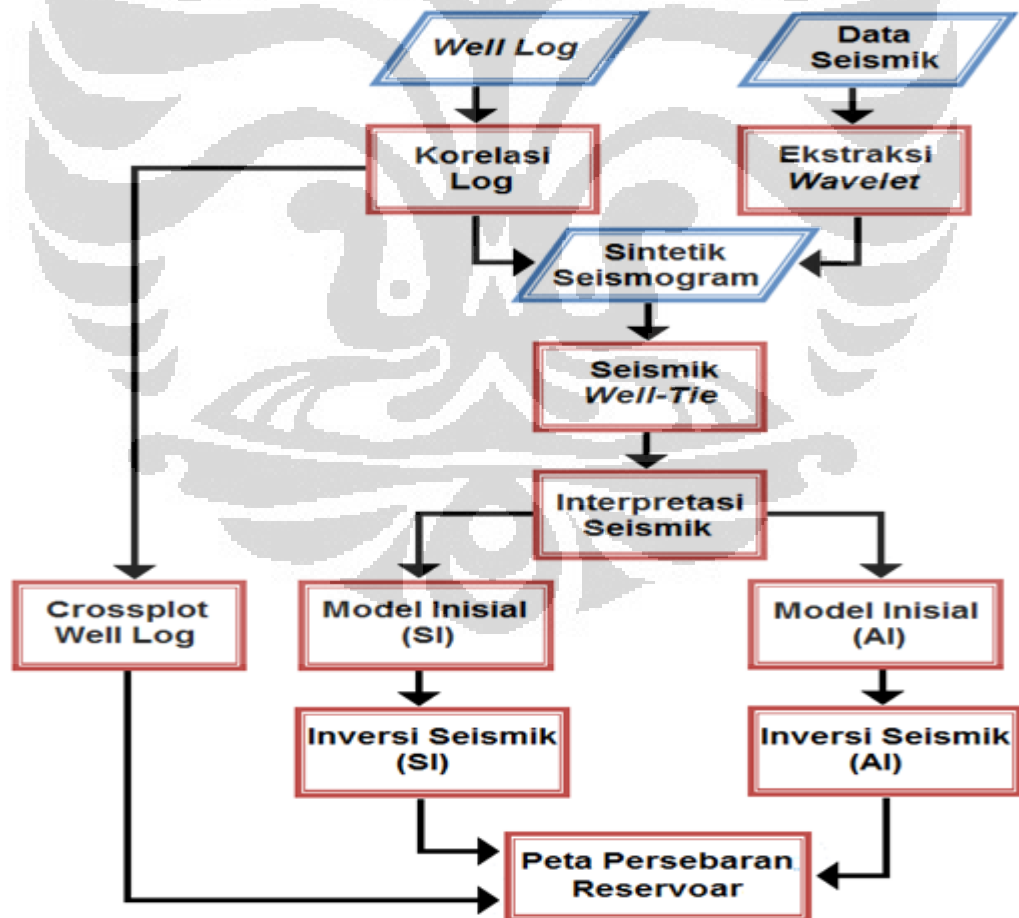 Well Log
Data
Seismik
Korelasi
Log
Ekstraksi
Wavelet
Sintetik
Seismogram
Seismik
Well-Tie
Interpretasi
Seismik
Crossplot
Well Log
Model Inisial
(SI)
Model Inisial
(AI)
Inversi Seismik
(SI)
Inversi Seismik
(AI)
Peta Persebaran
Reservoar